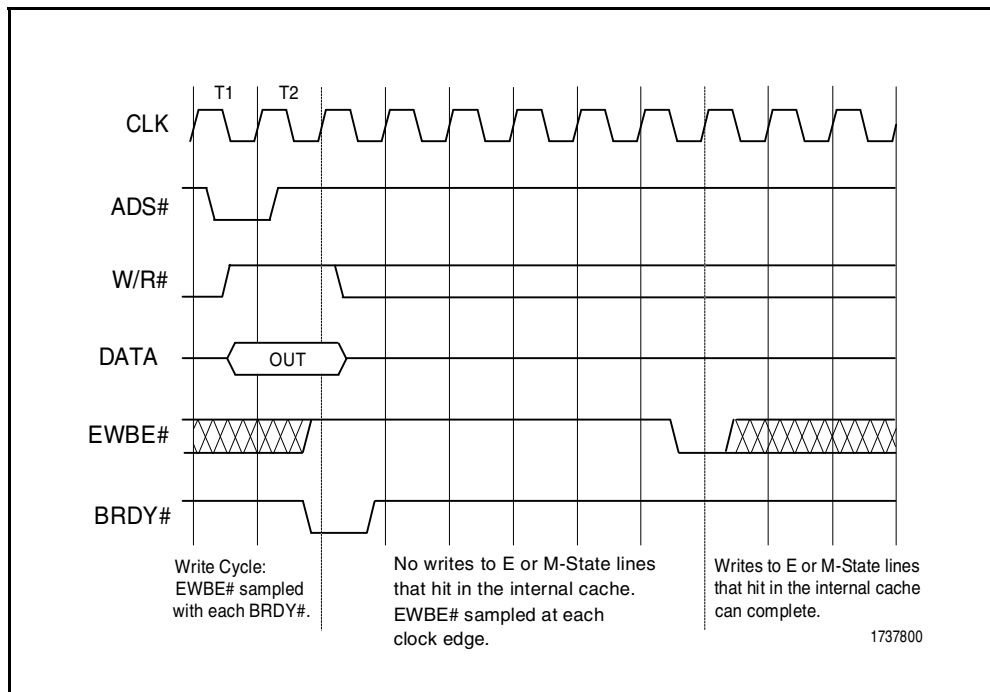 T1 T2
CLK
ADS#
W/R#
DATA OUT
EWBE#
BRDY#
Write Cycle:
EWBE# sampled
with each BRDY#.
No writes to E or M-State lines
that hit in the internal cache.
EWBE# sampled at each
clock edge.
Writes to E or M-State lines
that hit in the internal cache
can complete.
1737800